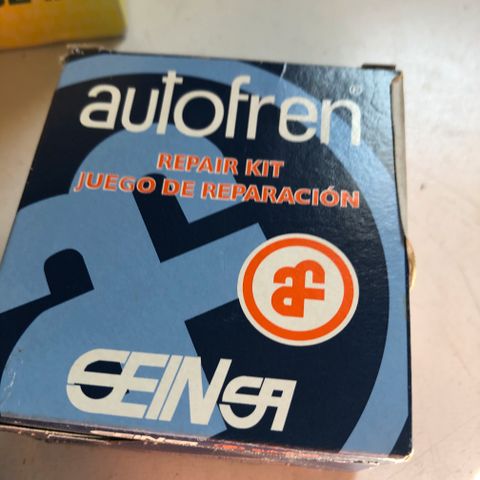 autofren®
REPAIR KIT
JUEGO DE REPARACIÓN
af
SEINSA